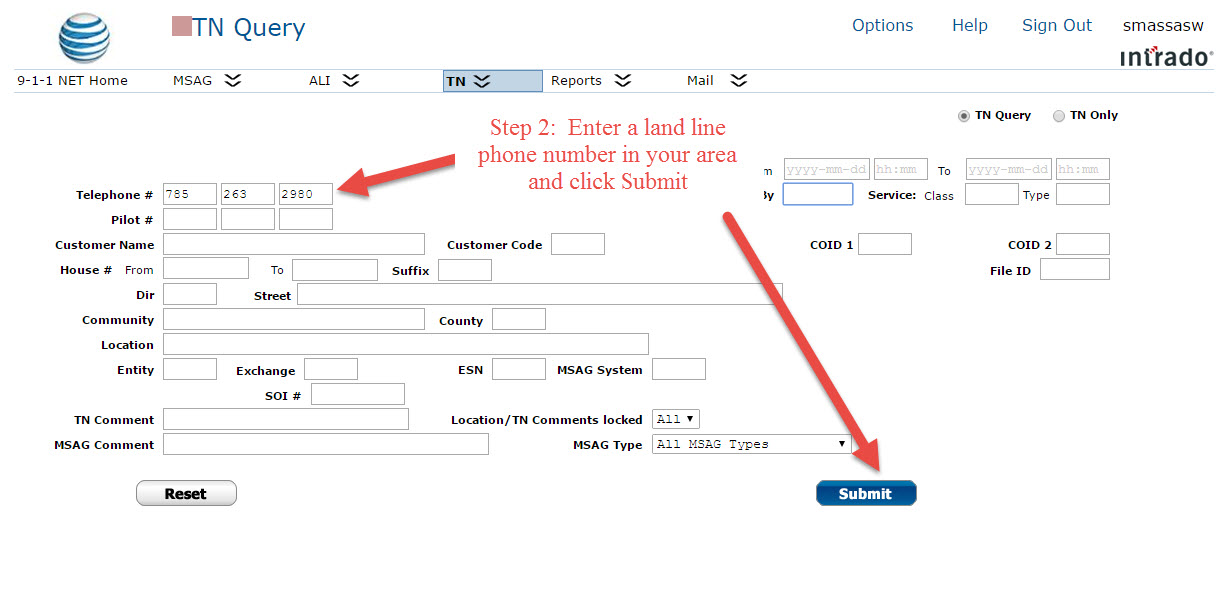 TN Query
Options Help Sign Out smassasw
intrado
9-1-1 NET Home MSAG ALI TN Reports Mail
TN Query TN Only
Step 2: Enter a land line
phone number in your area
and click Submit
m yyyy-mm-dd hh:mm To yyyy-mm-dd hh:mm
Telephone # 785 263 2980 By Service: Class Type
Pilot #
Customer Name Customer Code COID 1 COID 2
House # From To Suffix File ID
Dir Street
Community County
Location
Entity Exchange ESN MSAG System
SOI #
TN Comment Location/TN Comments locked All
MSAG Comment MSAG Type All MSAG Types
Reset Submit